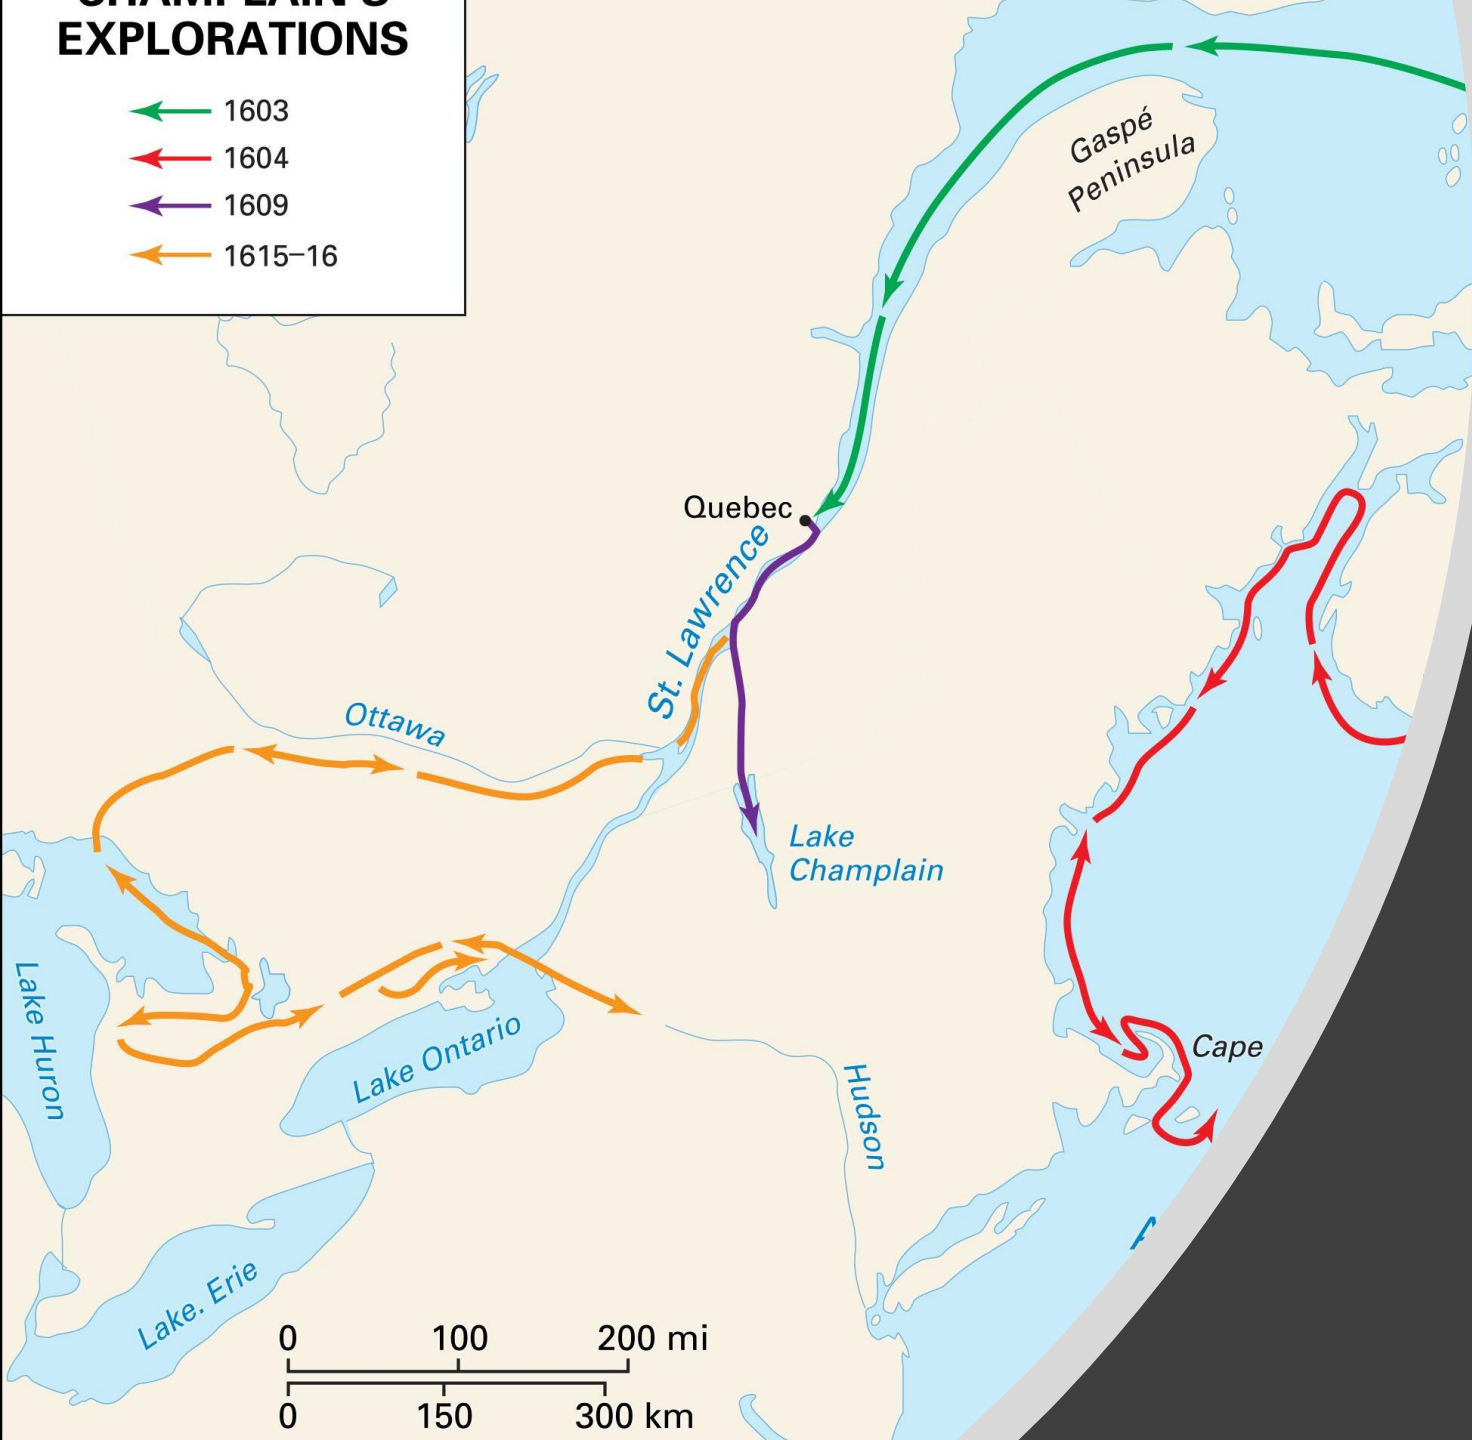 CHAMPLAIN'S
EXPLORATIONS
1603
1604
1609
1615–16
Gaspé
Peninsula
Quebec
St. Lawrence
Ottawa
Lake
Champlain
Lake Huron
Lake Ontario
Cape
Hudson
Lake. Erie
0 100 200 mi
0 150 300 km